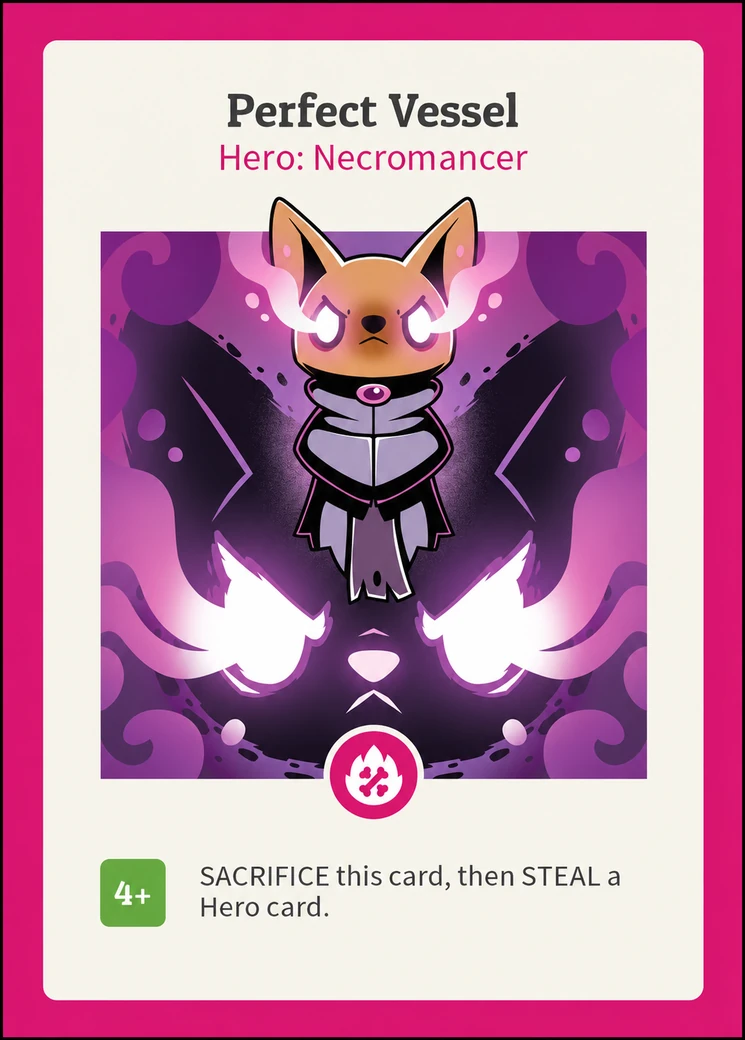 Perfect Vessel
Hero: Necromancer
4+
SACRIFICE this card, then STEAL a
Hero card.